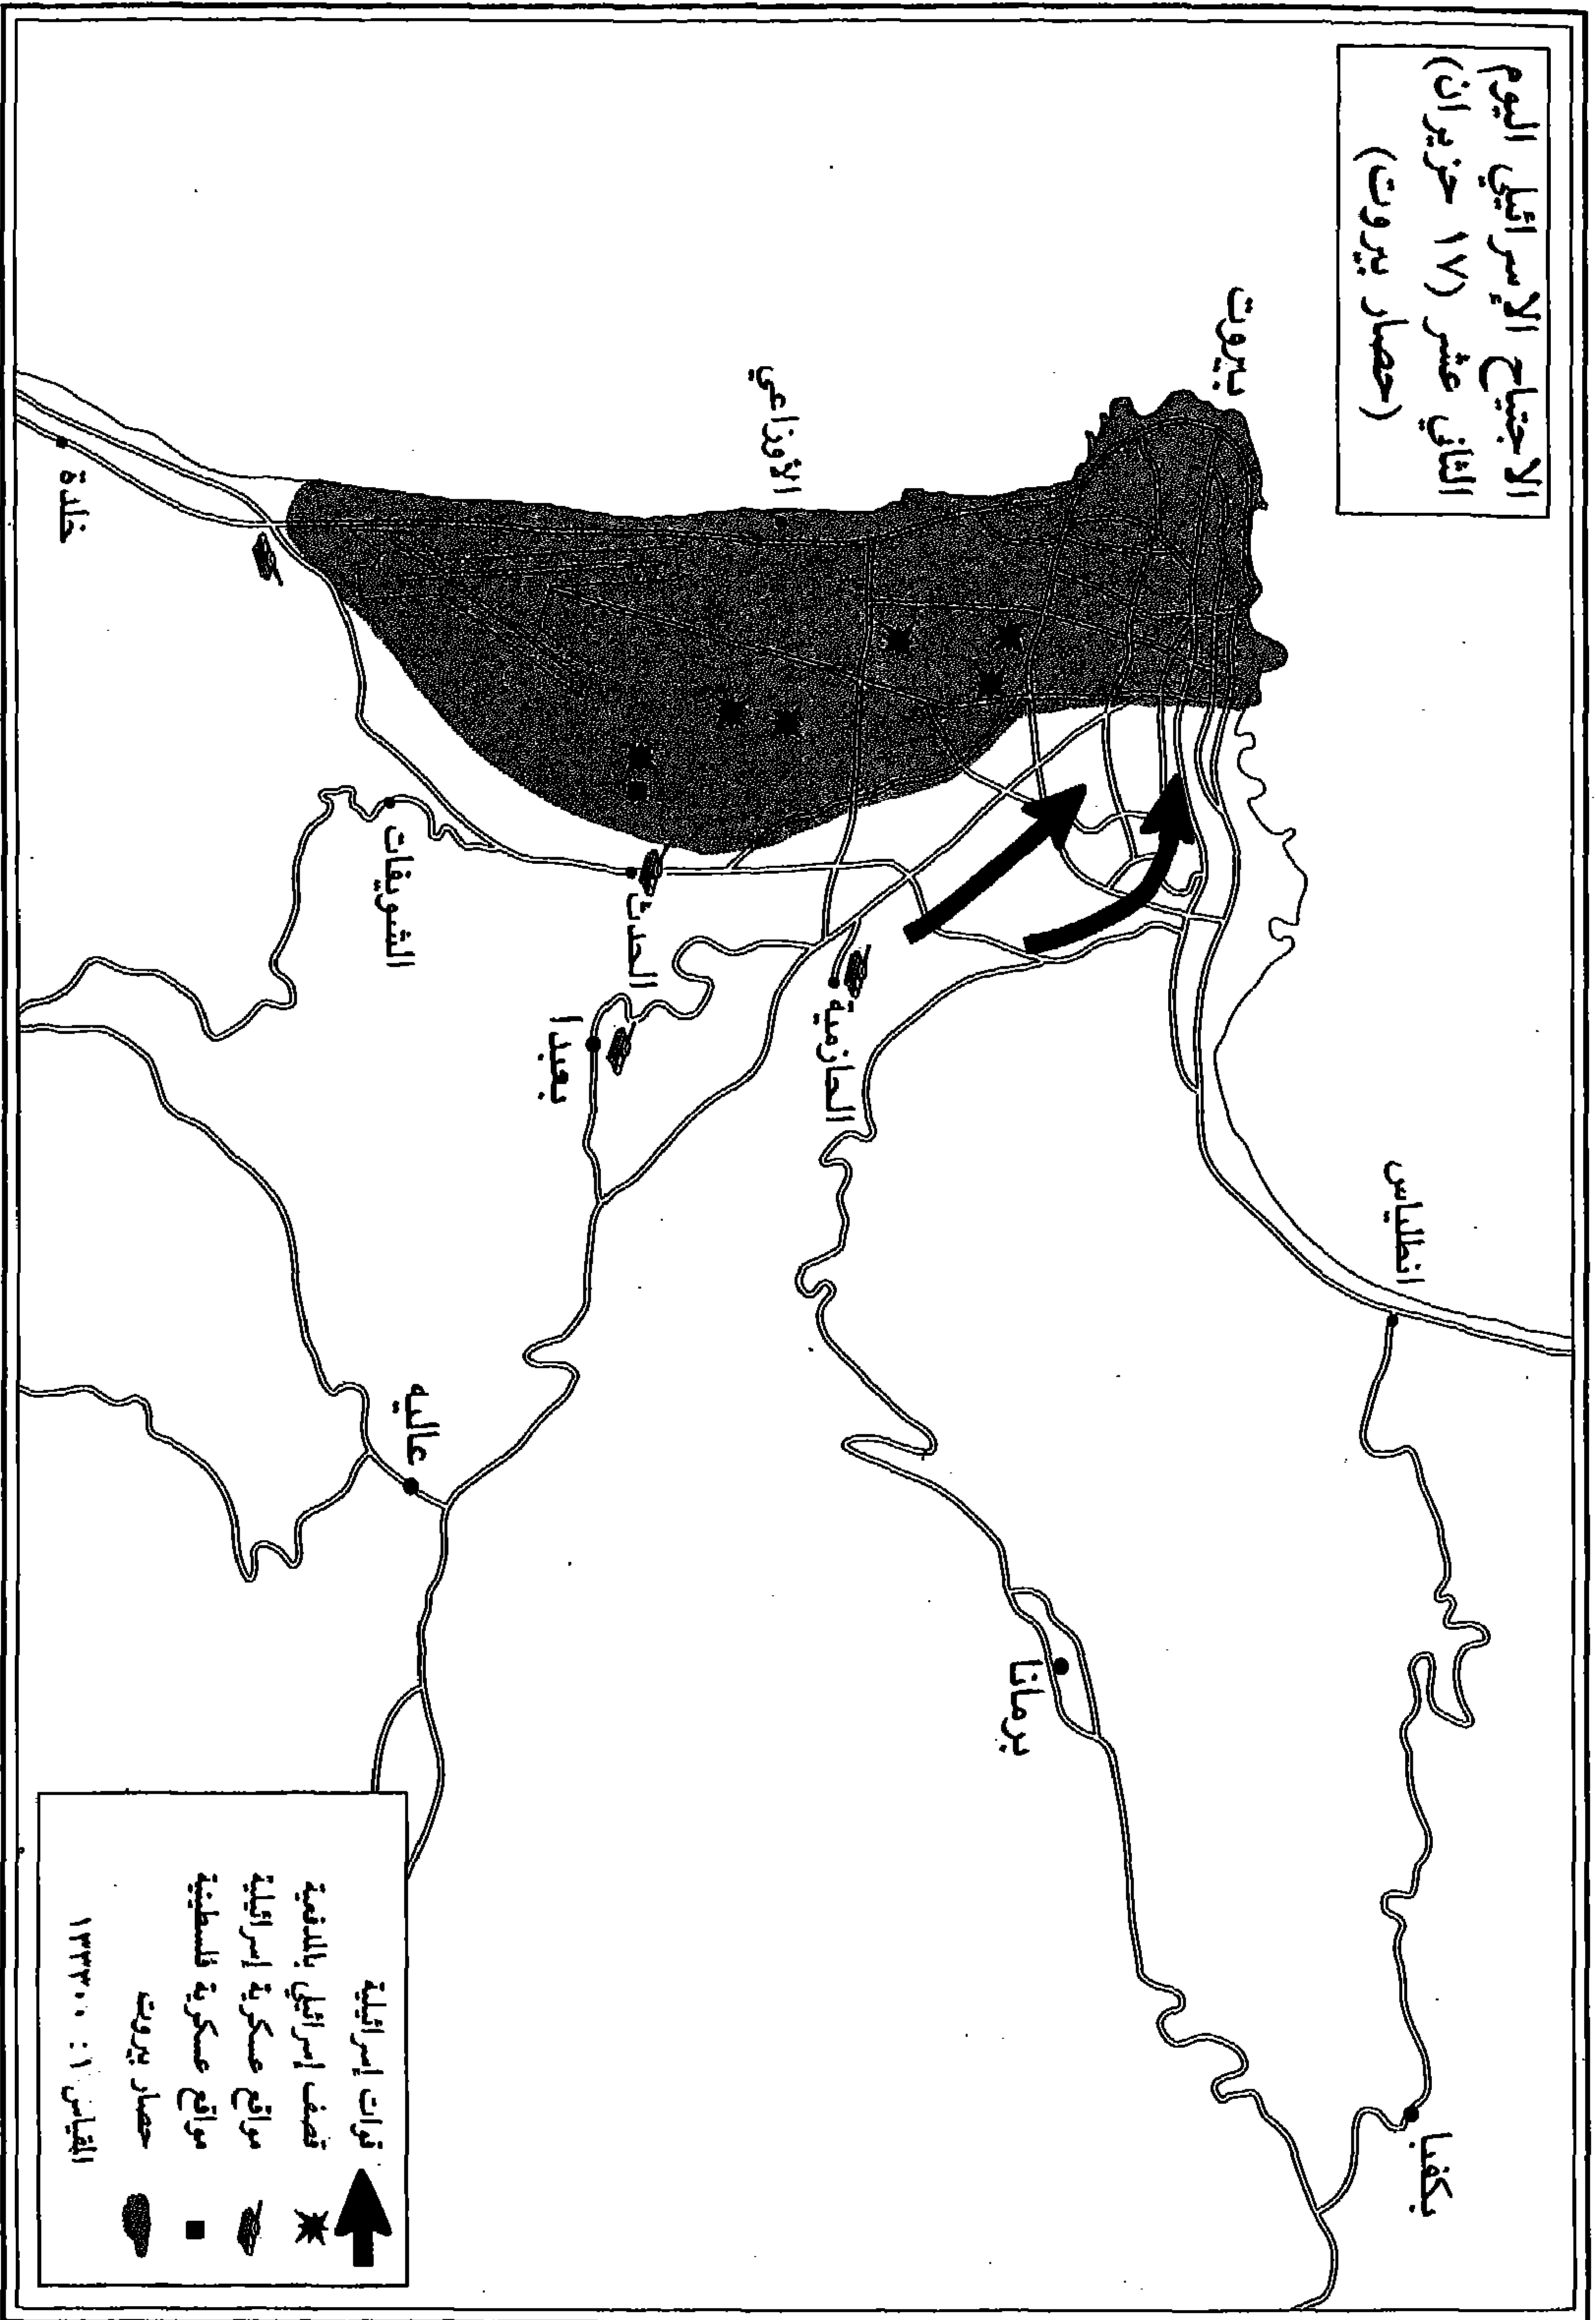 الاجتياح الإسرائيلي اليوم
الثاني عشر (١٧ حزيران)
(حصار بيروت)
بيروت
انطلياس
بكفيا
برمانا
الأوزاعي
الحازمية
الحدث
بعبدا
الشويفات
عاليه
خلدة
قوات إسرائيلية
قصف إسرائيلي بالمدفعية
مواقع عسكرية إسرائيلية
مواقع عسكرية فلسطينية
حصار بيروت
المقياس ١ : ١٣٣٣٠٠